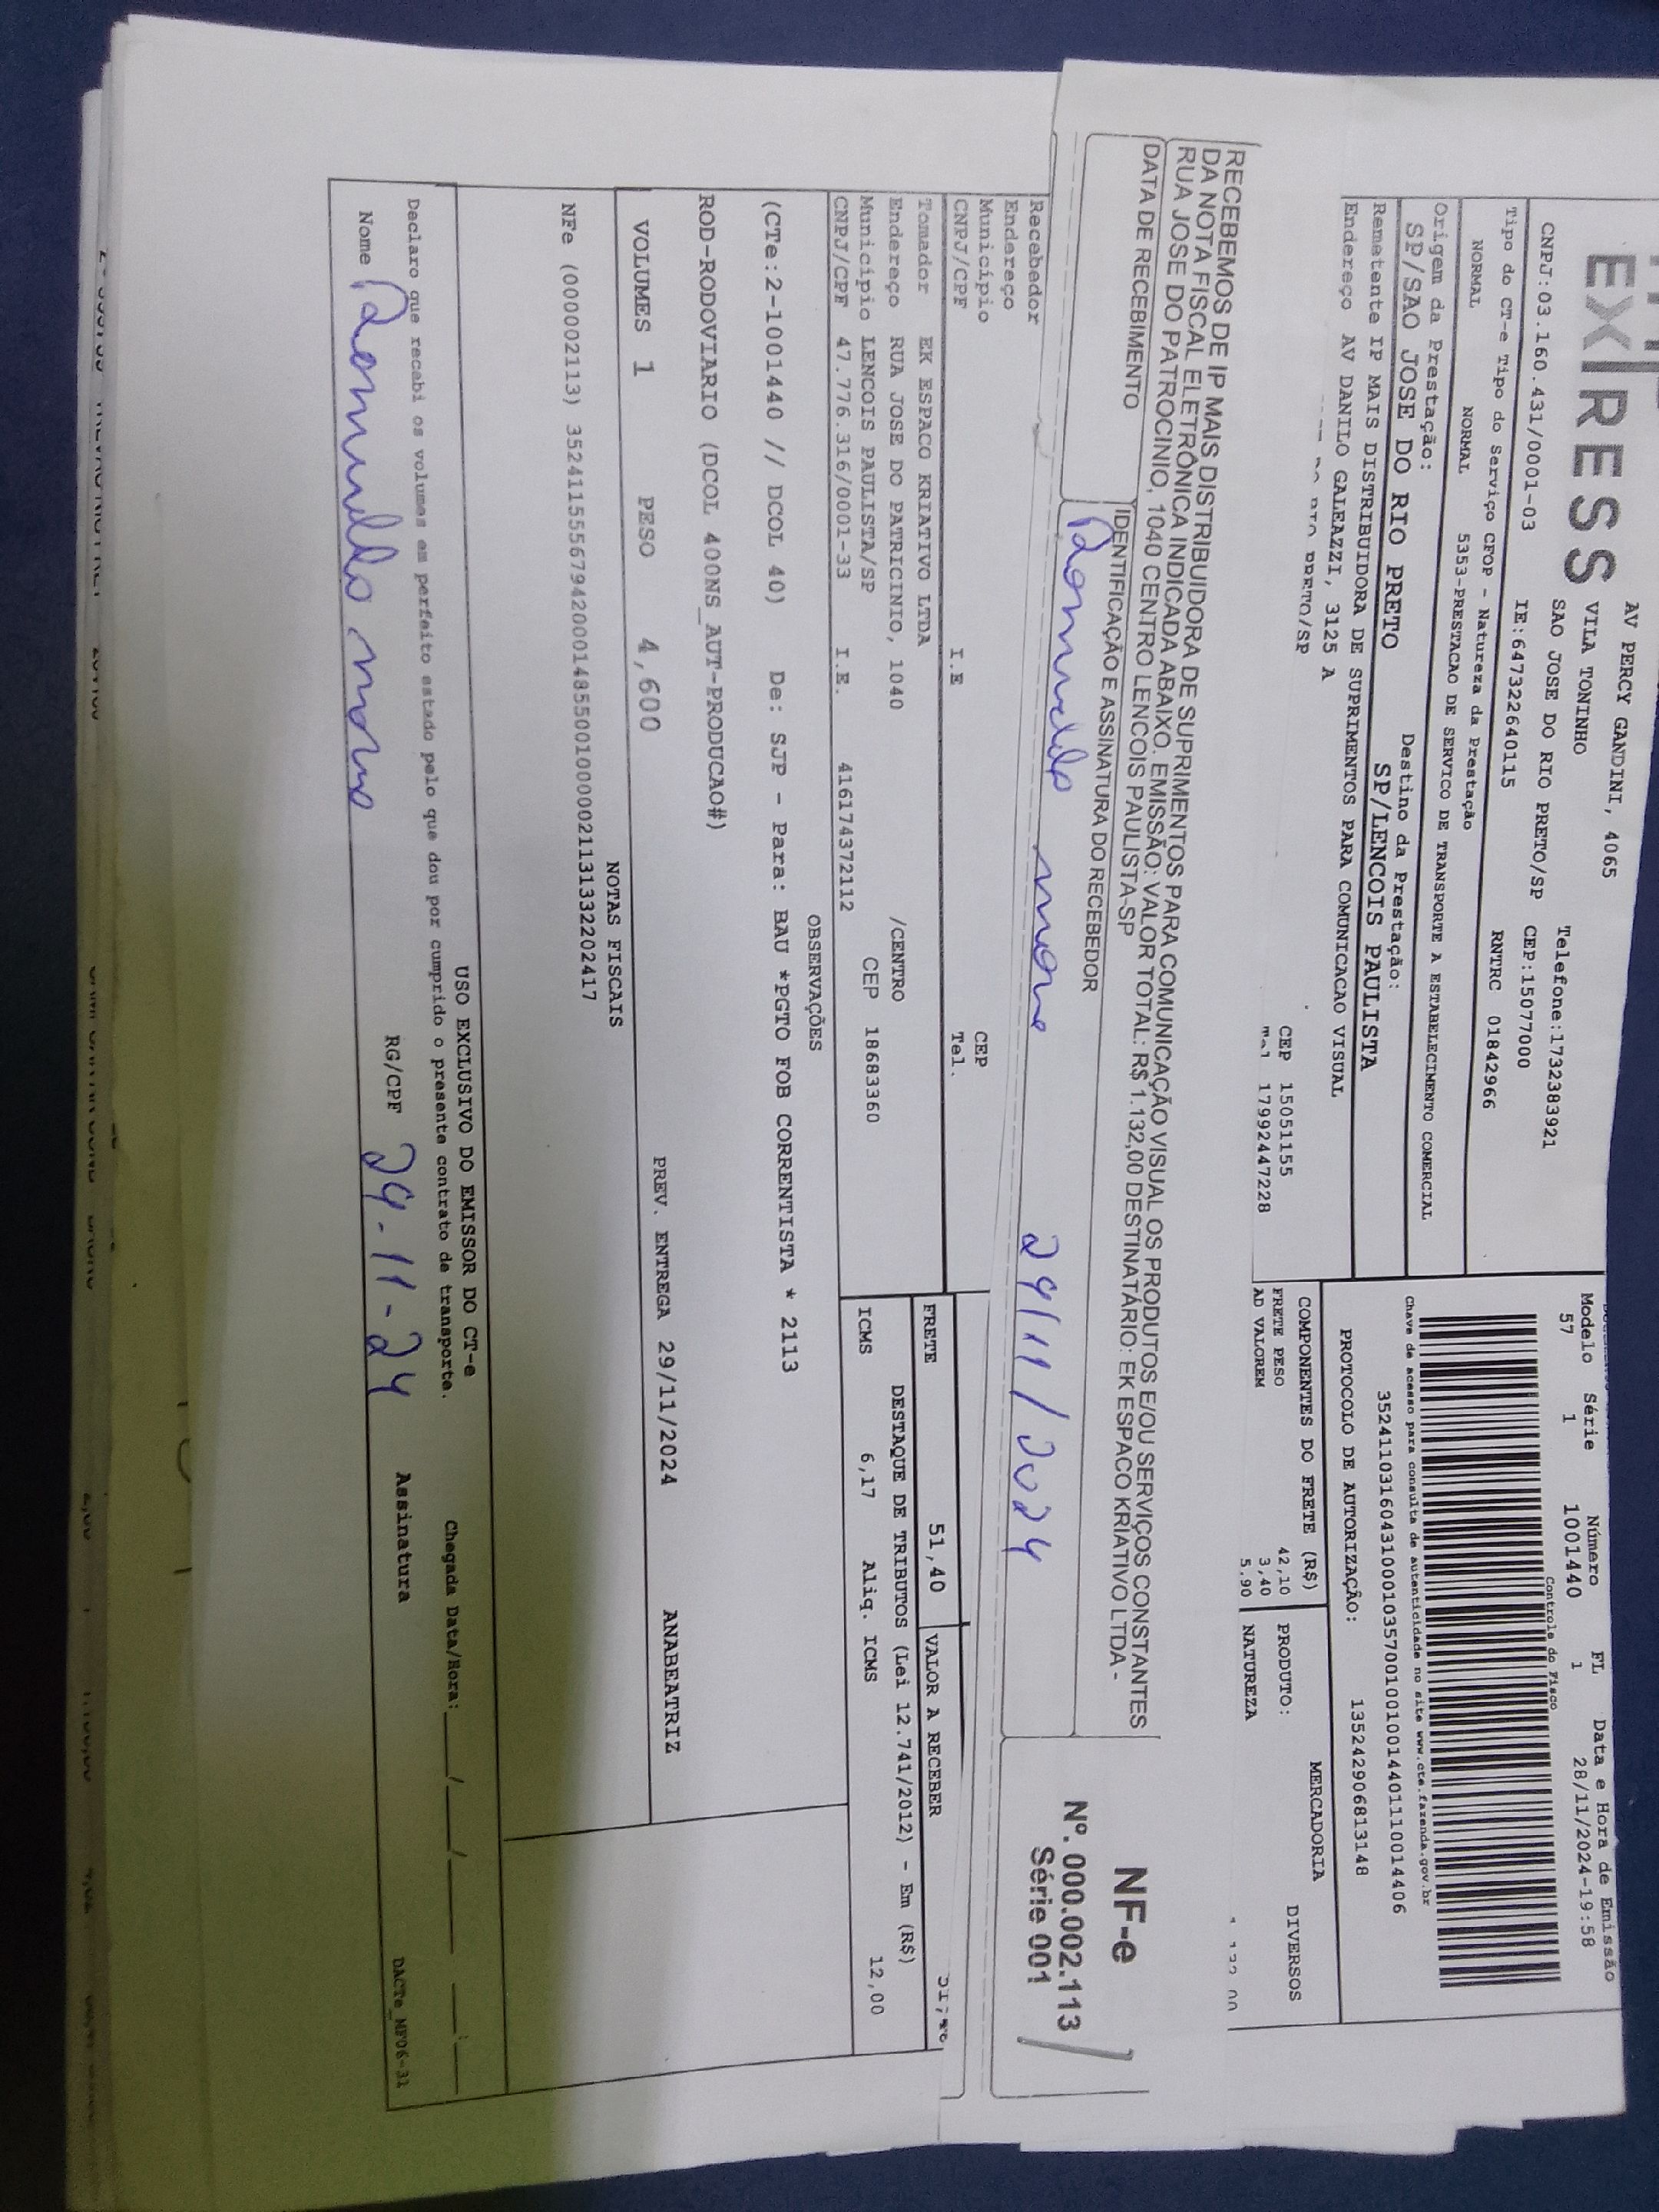 EXPRESS
AV PERCY GANDINI, 4065
VILA TONINHO
SAO JOSE DO RIO PRETO/SP
Telefone:1732383921
CNPJ:03.160.431/0001-03 IE:647322640115 CEP:15077000
RNTRC 01842966
Tipo do CT-e Tipo do Serviço CFOP - Natureza da Prestação
NORMAL NORMAL 5353-PRESTACAO DE SERVICO DE TRANSPORTE A ESTABELECIMENTO COMERCIAL
Origem da Prestação: Destino da Prestação:
SP/SAO JOSE DO RIO PRETO SP/LENCOIS PAULISTA
Remetente IP MAIS DISTRIBUIDORA DE SUPRIMENTOS PARA COMUNICACAO VISUAL
Endereço AV DANILO GALEAZZI, 3125 A
RIO PRETO/SP CEP 15051155
Tel 17992447228
Modelo Série Número FL Data e Hora de Emissão
57 1 1001440 1 28/11/2024-19:58
Controle do Fisco
Chave de acesso para consulta de autenticidade no site www.cte.fazenda.gov.br
35241103160431000103570010010014401110014406
PROTOCOLO DE AUTORIZAÇÃO: 135242906813148
COMPONENTES DO FRETE (R$) MERCADORIA
FRETE PESO 42,10 PRODUTO: DIVERSOS
AD VALOREM 3,40
5,90 NATUREZA
RECEBEMOS DE IP MAIS DISTRIBUIDORA DE SUPRIMENTOS PARA COMUNICAÇÃO VISUAL OS PRODUTOS E/OU SERVIÇOS CONSTANTES
DA NOTA FISCAL ELETRÔNICA INDICADA ABAIXO. EMISSÃO: VALOR TOTAL: R$ 1.132,00 DESTINATÁRIO: EK ESPACO KRIATIVO LTDA -
RUA JOSE DO PATROCINIO, 1040 CENTRO LENCOIS PAULISTA-SP
DATA DE RECEBIMENTO IDENTIFICAÇÃO E ASSINATURA DO RECEBEDOR
29/11/2024
NF-e
Nº. 000.002.113
Série 001
Recebedor
Endereço
Município CEP
CNPJ/CPF I.E Tel.
Tomador EK ESPACO KRIATIVO LTDA
Endereço RUA JOSE DO PATRICINIO, 1040 /CENTRO
Município LENCOIS PAULISTA/SP CEP 18683360
CNPJ/CPF 47.776.316/0001-33 I.E. 416174372112
FRETE 51,40 VALOR A RECEBER
DESTAQUE DE TRIBUTOS (Lei 12.741/2012) - Em (R$)
ICMS 6,17 Aliq. ICMS 12,00
OBSERVAÇÕES
(CTe:2-1001440 // DCOL 40) De: SJP - Para: BAU *PGTO FOB CORRENTISTA * 2113
ROD-RODOVIARIO (DCOL 400NS_AUT-PRODUCAO#)
VOLUMES 1 PESO 4,600 PREV. ENTREGA 29/11/2024 ANABEATRIZ
NOTAS FISCAIS
NFe (000002113) 35241155567942000148550010000021131332202417
USO EXCLUSIVO DO EMISSOR DO CT-e
Declaro que recebi os volumes em perfeito estado pelo que dou por cumprido o presente contrato de transporte. Chegada Data/Hora:____/____/______ ___:___
Nome RG/CPF 29-11-24 Assinatura
DACTe_MF06-31